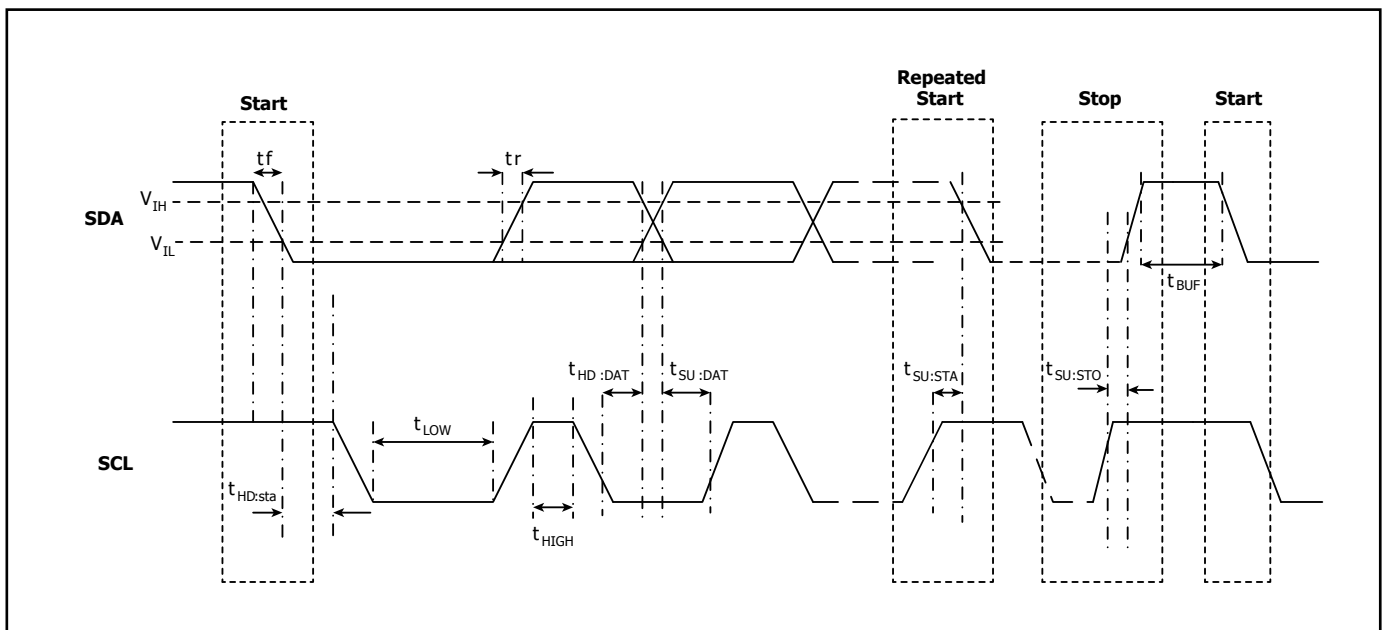 Repeated
Start
Start
Stop
Start
tf
tr
V_IH
SDA
V_IL
t_BUF
t_HD :DAT
t_SU :DAT
t_SU:STA
t_SU:STO
t_LOW
SCL
t_HD:sta
t_HIGH